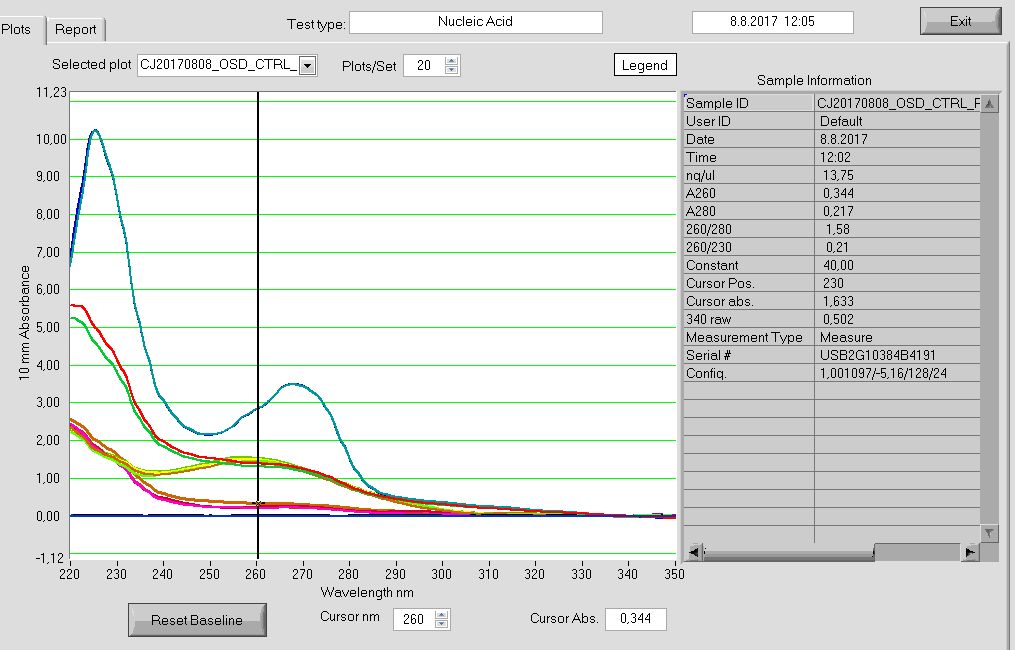 Plots
Report
Test type: Nucleic Acid
8.8.2017 12:05
Exit
Selected plot CJ20170808_OSD_CTRL_
Plots/Set 20
Legend
Sample Information
Sample ID CJ20170808_OSD_CTRL_F
User ID Default
Date 8.8.2017
Time 12:02
ng/ul 13,75
A260 0,344
A280 0,217
260/280 1,58
260/230 0,21
Constant 40,00
Cursor Pos. 230
Cursor abs. 1,633
340 raw 0,502
Measurement Type Measure
Serial # USB2G10384B4191
Config. 1,001097/-5,16/128/24
10 mm Absorbance
11,23
10,00
9,00
8,00
7,00
6,00
5,00
4,00
3,00
2,00
1,00
0,00
-1,12
220 230 240 250 260 270 280 290 300 310 320 330 340 350
Wavelength nm
Reset Baseline
Cursor nm 260
Cursor Abs. 0,344